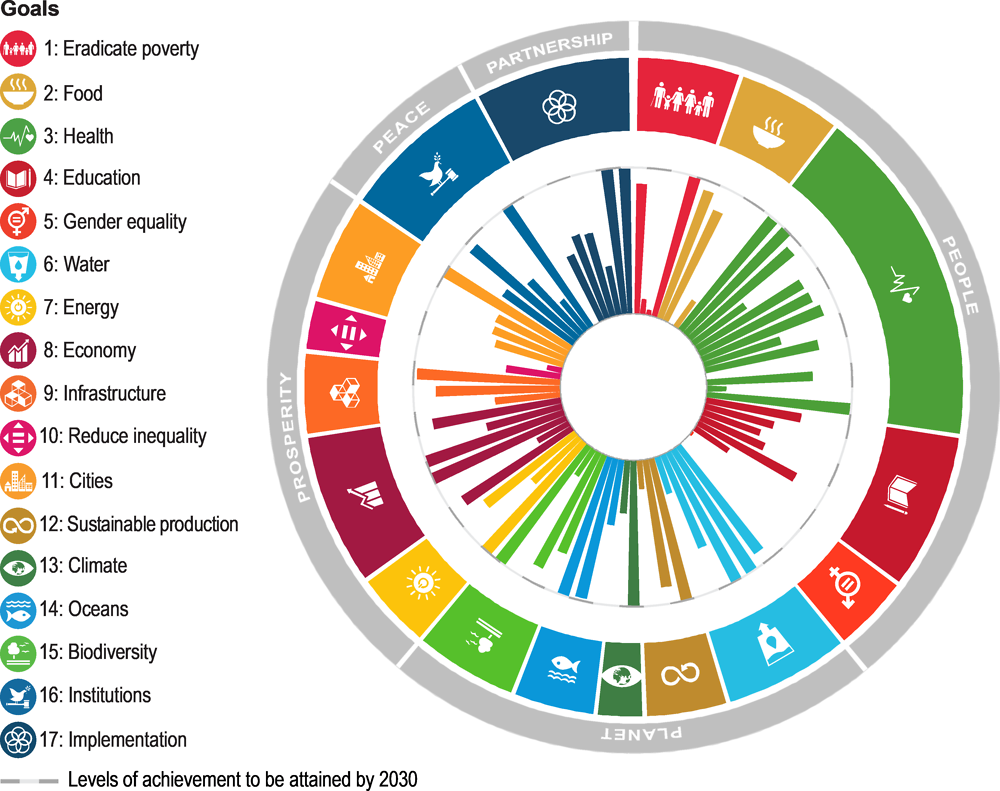 Goals
1: Eradicate poverty
2: Food
3: Health
4: Education
5: Gender equality
6: Water
7: Energy
8: Economy
9: Infrastructure
10: Reduce inequality
11: Cities
12: Sustainable production
13: Climate
14: Oceans
15: Biodiversity
16: Institutions
17: Implementation
Levels of achievement to be attained by 2030
PARTNERSHIP
PEACE
PEOPLE
PROSPERITY
PLANET